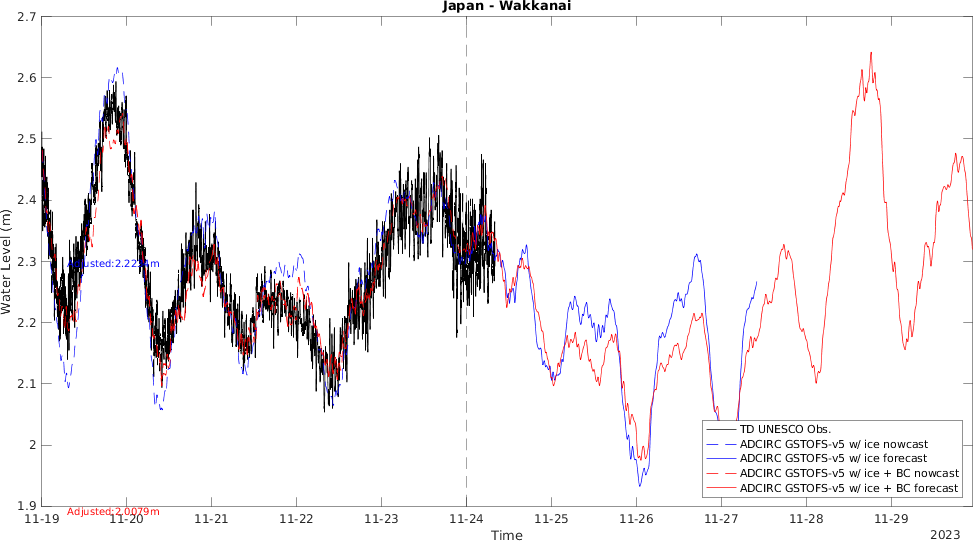 Japan - Wakkanai
Water Level (m)
2.7
2.6
2.5
2.4
2.3
2.2
2.1
2
1.9
Adjusted:2.0079m
TD UNESCO Obs.
ADCIRC GSTOFS-v5 w/ ice nowcast
ADCIRC GSTOFS-v5 w/ ice forecast
ADCIRC GSTOFS-v5 w/ ice + BC nowcast
ADCIRC GSTOFS-v5 w/ ice + BC forecast
11-19 11-20 11-21 11-22 11-23 11-24 11-25 11-26 11-27 11-28 11-29
Time
2023